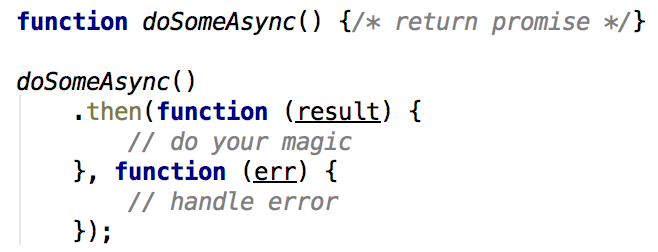 function doSomeAsync() {/* return promise */}
doSomeAsync()
.then(function (result) {
// do your magic
}, function (err) {
// handle error
});